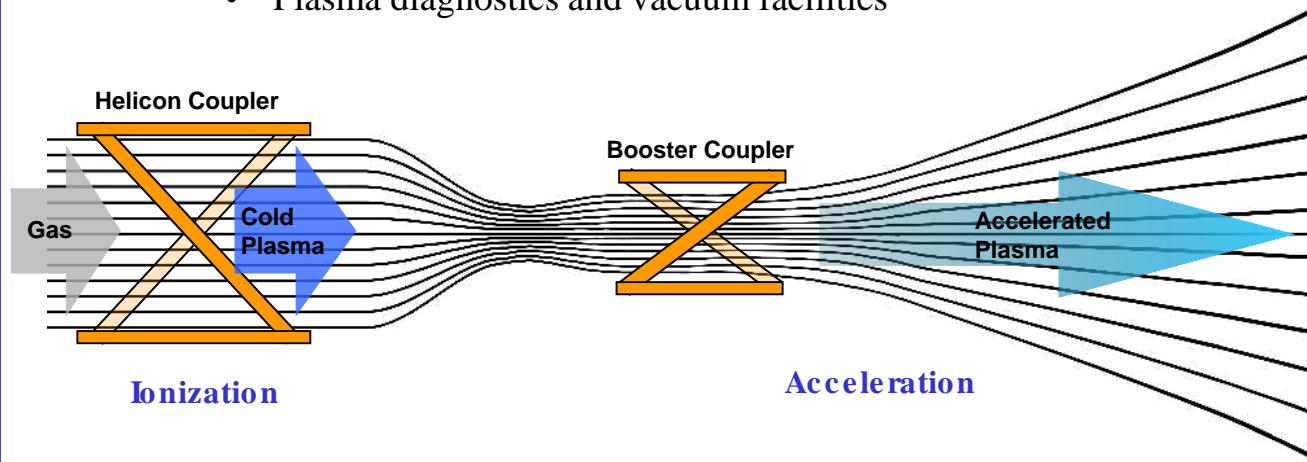 • Plasma diagnostics and vacuum facilities
Helicon Coupler
Booster Coupler
Gas
Cold
Plasma
Accelerated
Plasma
Ionization
Acceleration